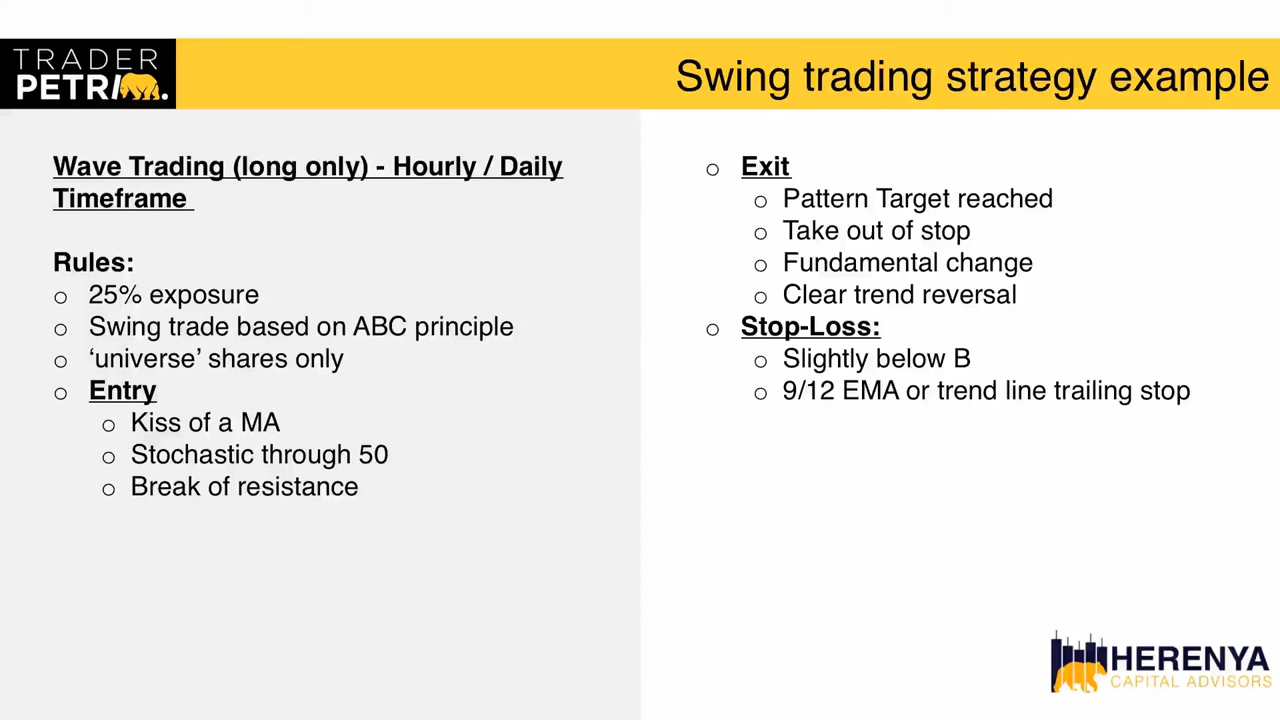 TRADER
PETRI.
Swing trading strategy example
Wave Trading (long only) - Hourly / Daily
Timeframe
Rules:
o 25% exposure
o Swing trade based on ABC principle
o ‘universe’ shares only
o Entry
o Kiss of a MA
o Stochastic through 50
o Break of resistance
o Exit
o Pattern Target reached
o Take out of stop
o Fundamental change
o Clear trend reversal
o Stop-Loss:
o Slightly below B
o 9/12 EMA or trend line trailing stop
HERENYA
CAPITAL ADVISORS